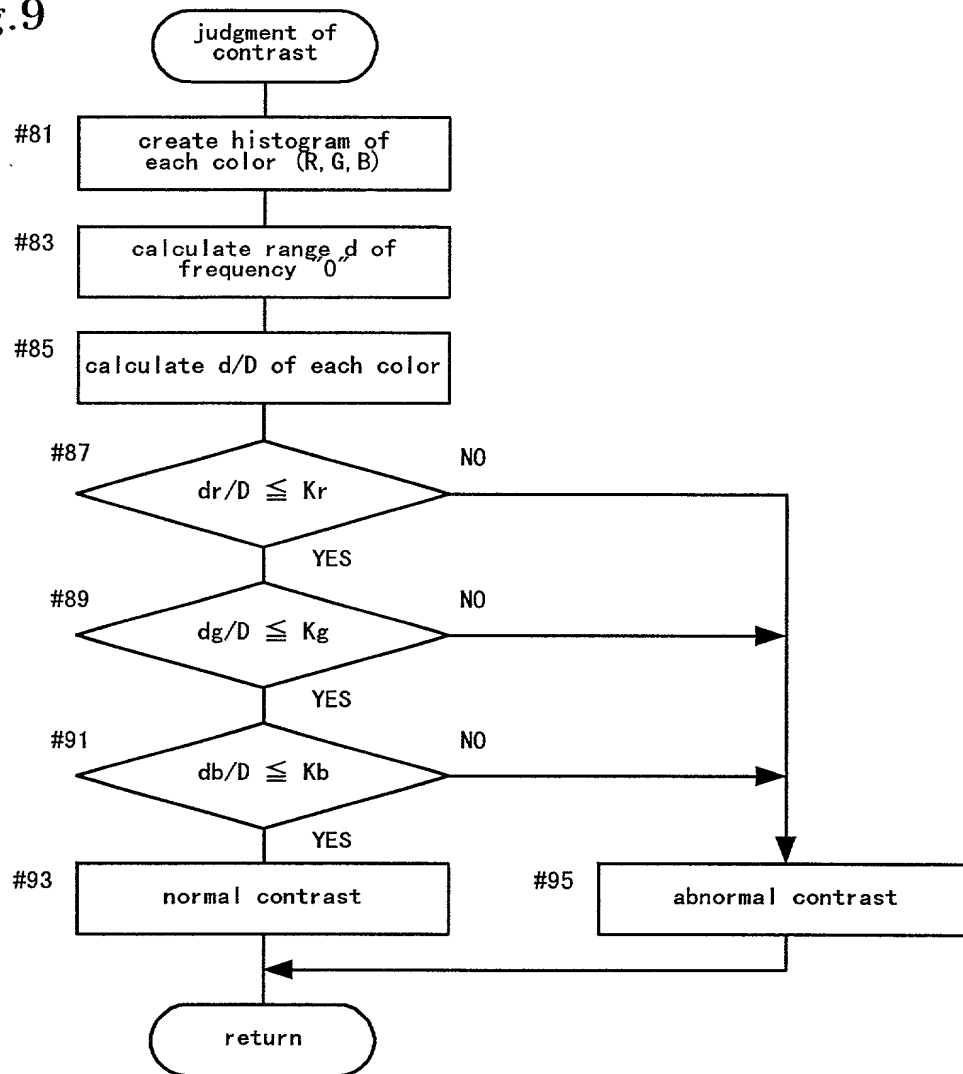 g.9
judgment of
contrast
#81
create histogram of
each color (R, G, B)
#83
calculate range d of
frequency "0"
#85
calculate d/D of each color
#87
dr/D ≦ Kr
NO
YES
#89
dg/D ≦ Kg
NO
YES
#91
db/D ≦ Kb
NO
YES
#93
normal contrast
#95
abnormal contrast
return